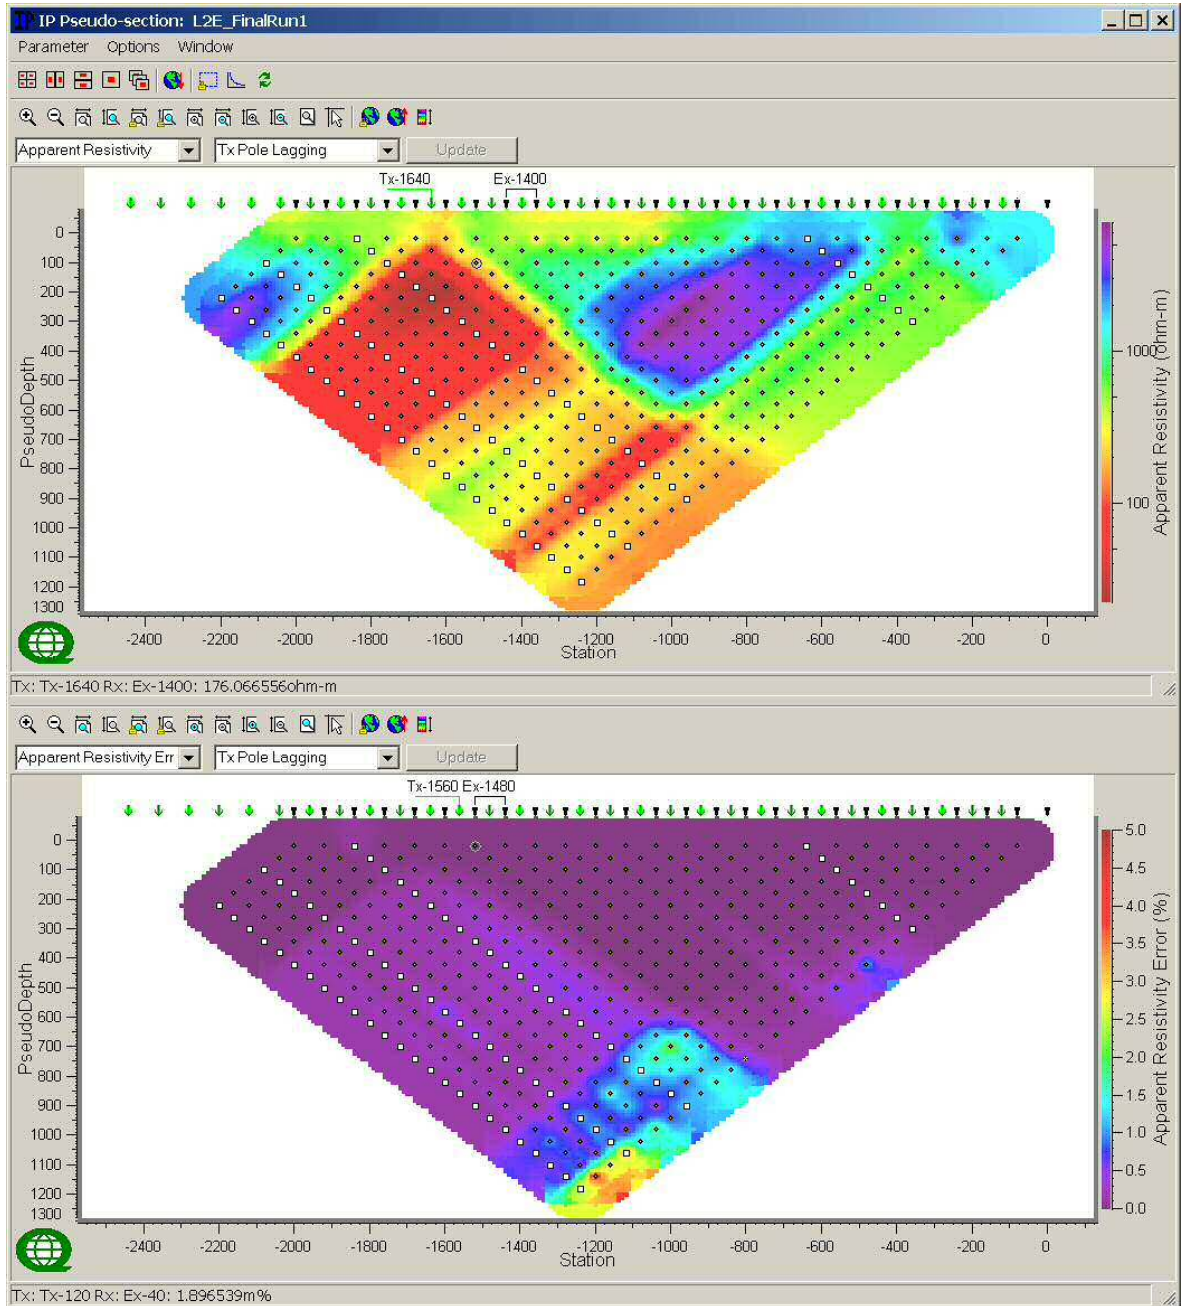 IP IP Pseudo-section: L2E_FinalRun1
Parameter Options Window
Apparent Resistivity Tx Pole Lagging Update
Tx-1640 Ex-1400
0
100
200
300
400
500
600
700
800
900
1000
1100
1200
1300
PseudoDepth
-2400 -2200 -2000 -1800 -1600 -1400 -1200 -1000 -800 -600 -400 -200 0
Station
1000
100
Apparent Resistivity (ohm-m)
Tx: Tx-1640 Rx: Ex-1400: 176.066556ohm-m
Apparent Resistivity Err Tx Pole Lagging Update
Tx-1560 Ex-1480
0
100
200
300
400
500
600
700
800
900
1000
1100
1200
1300
PseudoDepth
-2400 -2200 -2000 -1800 -1600 -1400 -1200 -1000 -800 -600 -400 -200 0
Station
5.0
4.5
4.0
3.5
3.0
2.5
2.0
1.5
1.0
0.5
0.0
Apparent Resistivity Error (%)
Tx: Tx-120 Rx: Ex-40: 1.896539m%